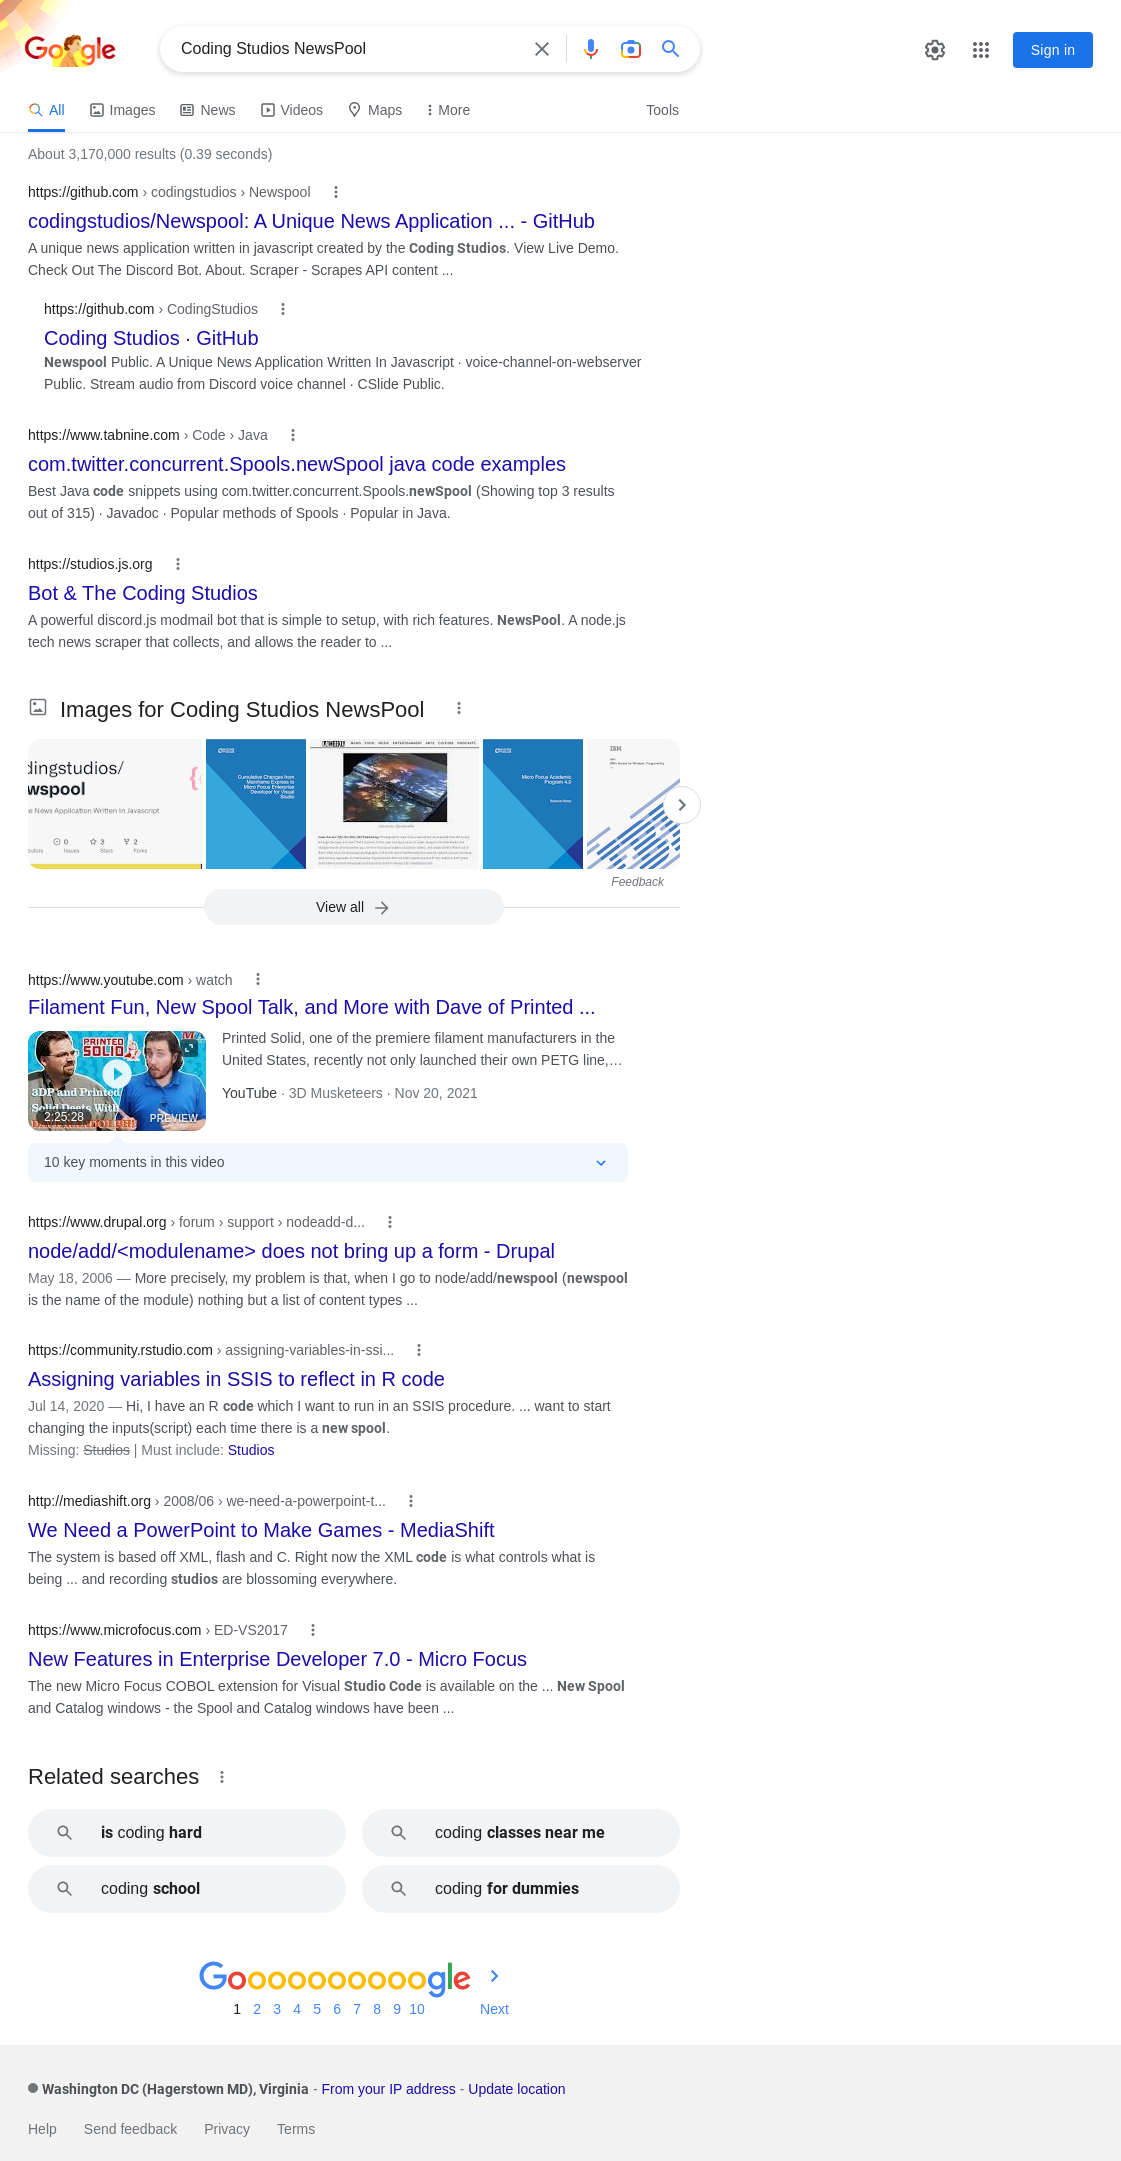 Google
Coding Studios NewsPool
Sign in
All
Images
News
Videos
Maps
More
Tools
About 3,170,000 results (0.39 seconds)
https://github.com › codingstudios › Newspool
codingstudios/Newspool: A Unique News Application ... - GitHub
A unique news application written in javascript created by the Coding Studios. View Live Demo.
Check Out The Discord Bot. About. Scraper - Scrapes API content ...
https://github.com › CodingStudios
Coding Studios · GitHub
Newspool Public. A Unique News Application Written In Javascript · voice-channel-on-webserver
Public. Stream audio from Discord voice channel · CSlide Public.
https://www.tabnine.com › Code › Java
com.twitter.concurrent.Spools.newSpool java code examples
Best Java code snippets using com.twitter.concurrent.Spools.newSpool (Showing top 3 results
out of 315) · Javadoc · Popular methods of Spools · Popular in Java.
https://studios.js.org
Bot & The Coding Studios
A powerful discord.js modmail bot that is simple to setup, with rich features. NewsPool. A node.js
tech news scraper that collects, and allows the reader to ...
Images for Coding Studios NewsPool
dingstudios/
wspool
e News Application Written In Javascript
0
3
2
Issues
Stars
Forks
Cumulative Changes from
Mainframe Express to
Micro Focus Enterprise
Developer for Visual
Studio
Micro Focus Academic
Program 4.0
IBM
Feedback
View all
https://www.youtube.com › watch
Filament Fun, New Spool Talk, and More with Dave of Printed ...
PRINTED
SOLID
3DP and Printed
Solid Deets With
2:25:28
PREVIEW
Printed Solid, one of the premiere filament manufacturers in the
United States, recently not only launched their own PETG line,…
YouTube · 3D Musketeers · Nov 20, 2021
10 key moments in this video
https://www.drupal.org › forum › support › nodeadd-d...
node/add/<modulename> does not bring up a form - Drupal
May 18, 2006 — More precisely, my problem is that, when I go to node/add/newspool (newspool
is the name of the module) nothing but a list of content types ...
https://community.rstudio.com › assigning-variables-in-ssi...
Assigning variables in SSIS to reflect in R code
Jul 14, 2020 — Hi, I have an R code which I want to run in an SSIS procedure. ... want to start
changing the inputs(script) each time there is a new spool.
Missing: Studios | Must include: Studios
http://mediashift.org › 2008/06 › we-need-a-powerpoint-t...
We Need a PowerPoint to Make Games - MediaShift
The system is based off XML, flash and C. Right now the XML code is what controls what is
being ... and recording studios are blossoming everywhere.
https://www.microfocus.com › ED-VS2017
New Features in Enterprise Developer 7.0 - Micro Focus
The new Micro Focus COBOL extension for Visual Studio Code is available on the ... New Spool
and Catalog windows - the Spool and Catalog windows have been ...
Related searches
is coding hard
coding classes near me
coding school
coding for dummies
Goooooooooogle
1 2 3 4 5 6 7 8 9 10 Next
Washington DC (Hagerstown MD), Virginia - From your IP address - Update location
Help Send feedback Privacy Terms